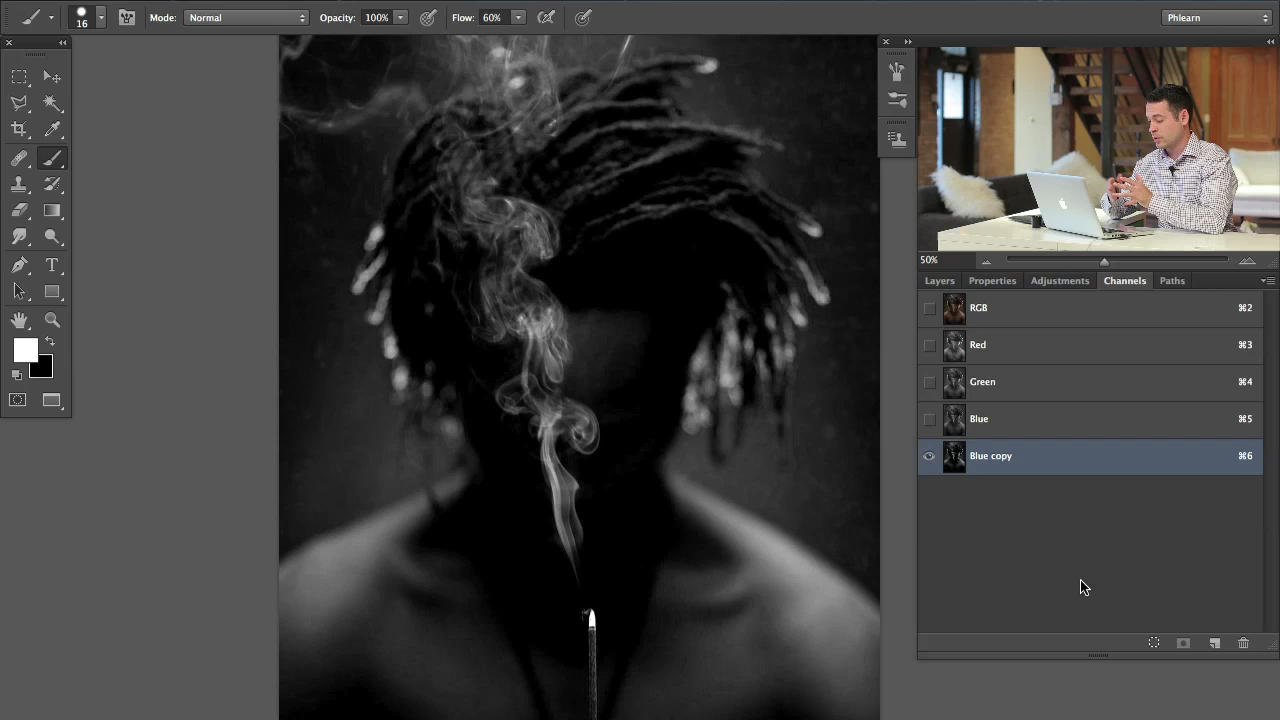 16
Mode: Normal
Opacity: 100%
Flow: 60%
Phlearn
50%
Layers Properties Adjustments Channels Paths
RGB ⌘2
Red ⌘3
Green ⌘4
Blue ⌘5
Blue copy ⌘6
T